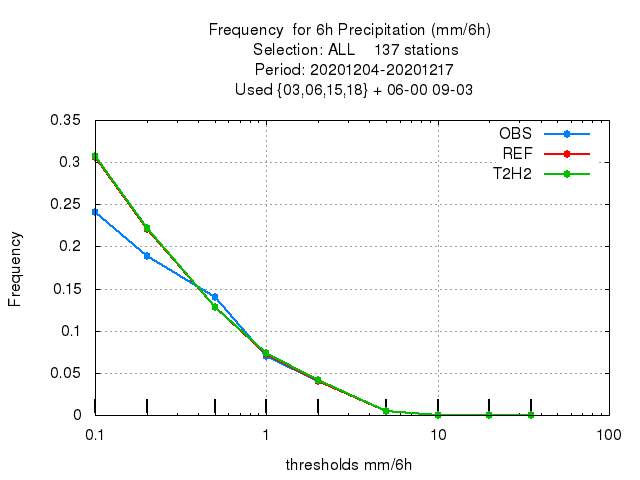 Frequency  for 6h Precipitation (mm/6h)
Selection: ALL    137 stations
Period: 20201204-20201217
Used {03,06,15,18} + 06-00 09-03
OBS
REF
T2H2
0.35
0.3
0.25
0.2
0.15
0.1
0.05
0
Frequency
0.1 1 10 100
thresholds mm/6h